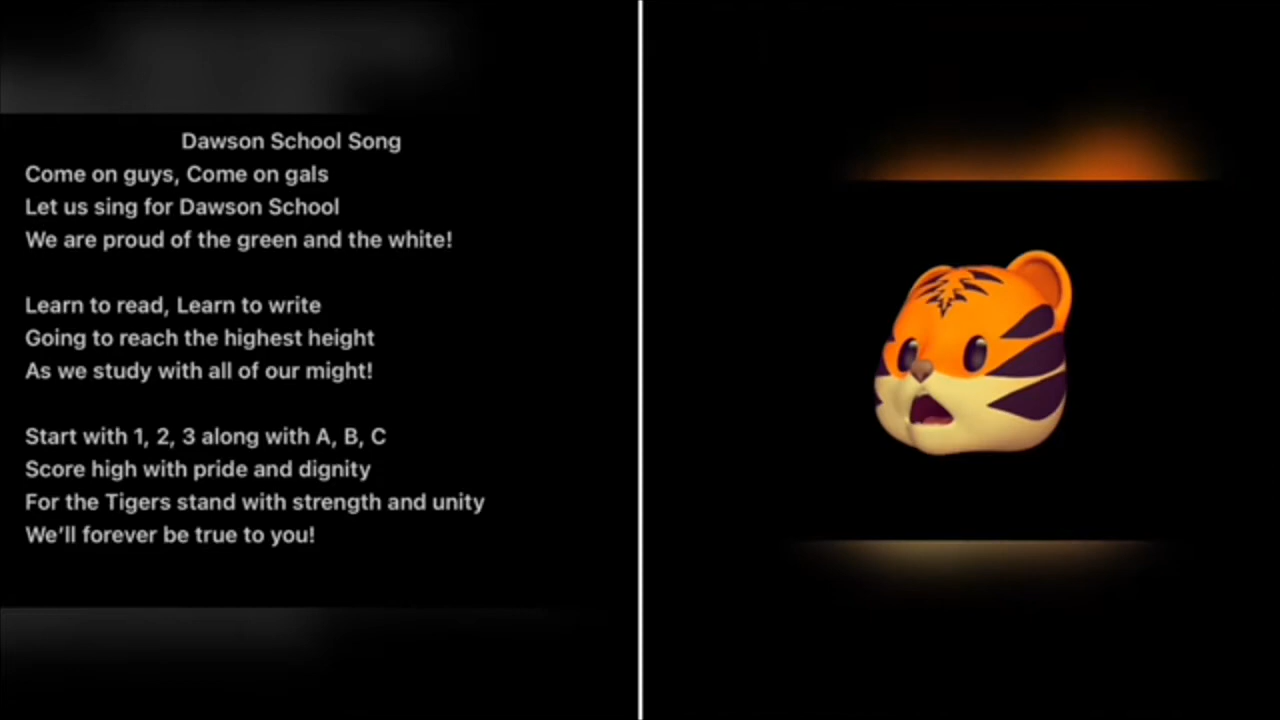 Dawson School Song
Come on guys, Come on gals
Let us sing for Dawson School
We are proud of the green and the white!
Learn to read, Learn to write
Going to reach the highest height
As we study with all of our might!
Start with 1, 2, 3 along with A, B, C
Score high with pride and dignity
For the Tigers stand with strength and unity
We’ll forever be true to you!